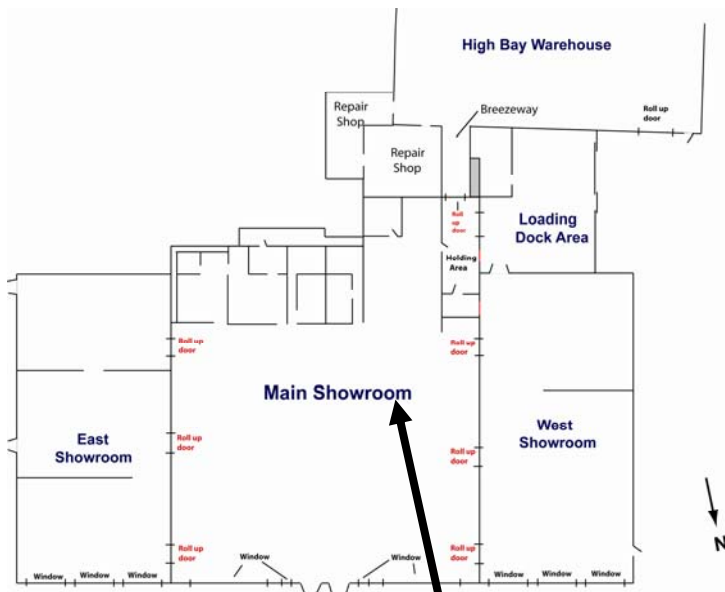 High Bay Warehouse
Repair
Shop
Breezeway
Roll up
door
Repair
Shop
Roll
up
door
Loading
Dock Area
Holding
Area
Roll up
door
Roll up
door
Main Showroom
East
Showroom
Roll up
door
Roll up
door
West
Showroom
N
Roll up
door
Roll up
door
Window
Window
Window
Window
Window
Window
Window
Window